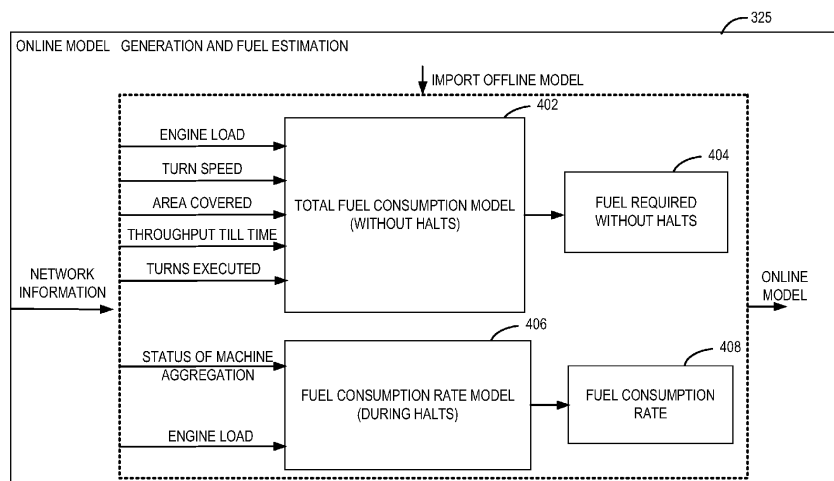 325
ONLINE MODEL GENERATION AND FUEL ESTIMATION
IMPORT OFFLINE MODEL
402
ENGINE LOAD
TURN SPEED
AREA COVERED
THROUGHPUT TILL TIME
TURNS EXECUTED
TOTAL FUEL CONSUMPTION MODEL
(WITHOUT HALTS)
404
FUEL REQUIRED
WITHOUT HALTS
NETWORK
INFORMATION
ONLINE
MODEL
406
STATUS OF MACHINE
AGGREGATION
ENGINE LOAD
FUEL CONSUMPTION RATE MODEL
(DURING HALTS)
408
FUEL CONSUMPTION
RATE